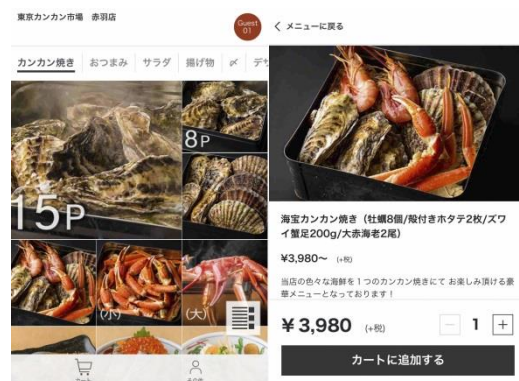 東京カンカン市場 赤羽店
Guest
01
カンカン焼き おつまみ サラダ 揚げ物 〆 デザ
8P
15P
(小)
(大)
メニューに戻る
海宝カンカン焼き（牡蠣8個/殻付きホタテ2枚/ズワ
イ蟹足200g/大赤海老2尾）
¥3,980〜 (+税)
当店の色々な海鮮を１つのカンカン焼きにて お楽しみ頂ける豪
華メニューとなっております！
¥3,980 (+税)
1
カートに追加する